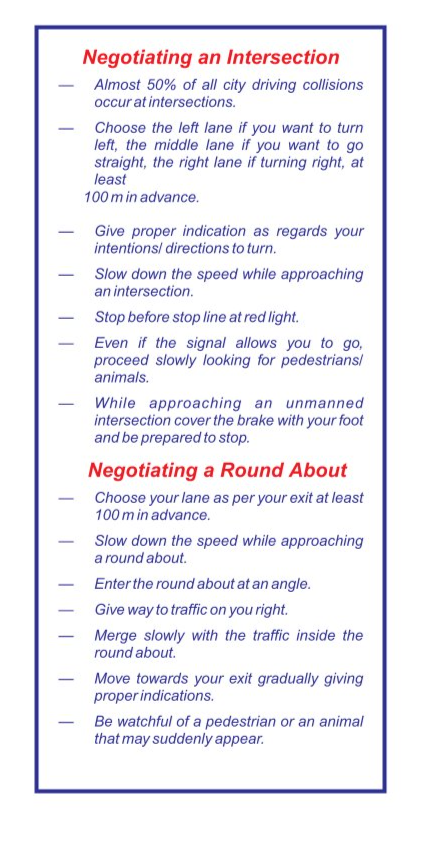 Negotiating an Intersection
— Almost 50% of all city driving collisions
occur at intersections.
— Choose the left lane if you want to turn
left, the middle lane if you want to go
straight, the right lane if turning right, at
least
100 m in advance.
— Give proper indication as regards your
intentions/ directions to turn.
— Slow down the speed while approaching
an intersection.
— Stop before stop line at red light.
— Even if the signal allows you to go,
proceed slowly looking for pedestrians/
animals.
— While approaching an unmanned
intersection cover the brake with your foot
and be prepared to stop.
Negotiating a Round About
— Choose your lane as per your exit at least
100 m in advance.
— Slow down the speed while approaching
a round about.
— Enter the round about at an angle.
— Give way to traffic on you right.
— Merge slowly with the traffic inside the
round about.
— Move towards your exit gradually giving
proper indications.
— Be watchful of a pedestrian or an animal
that may suddenly appear.